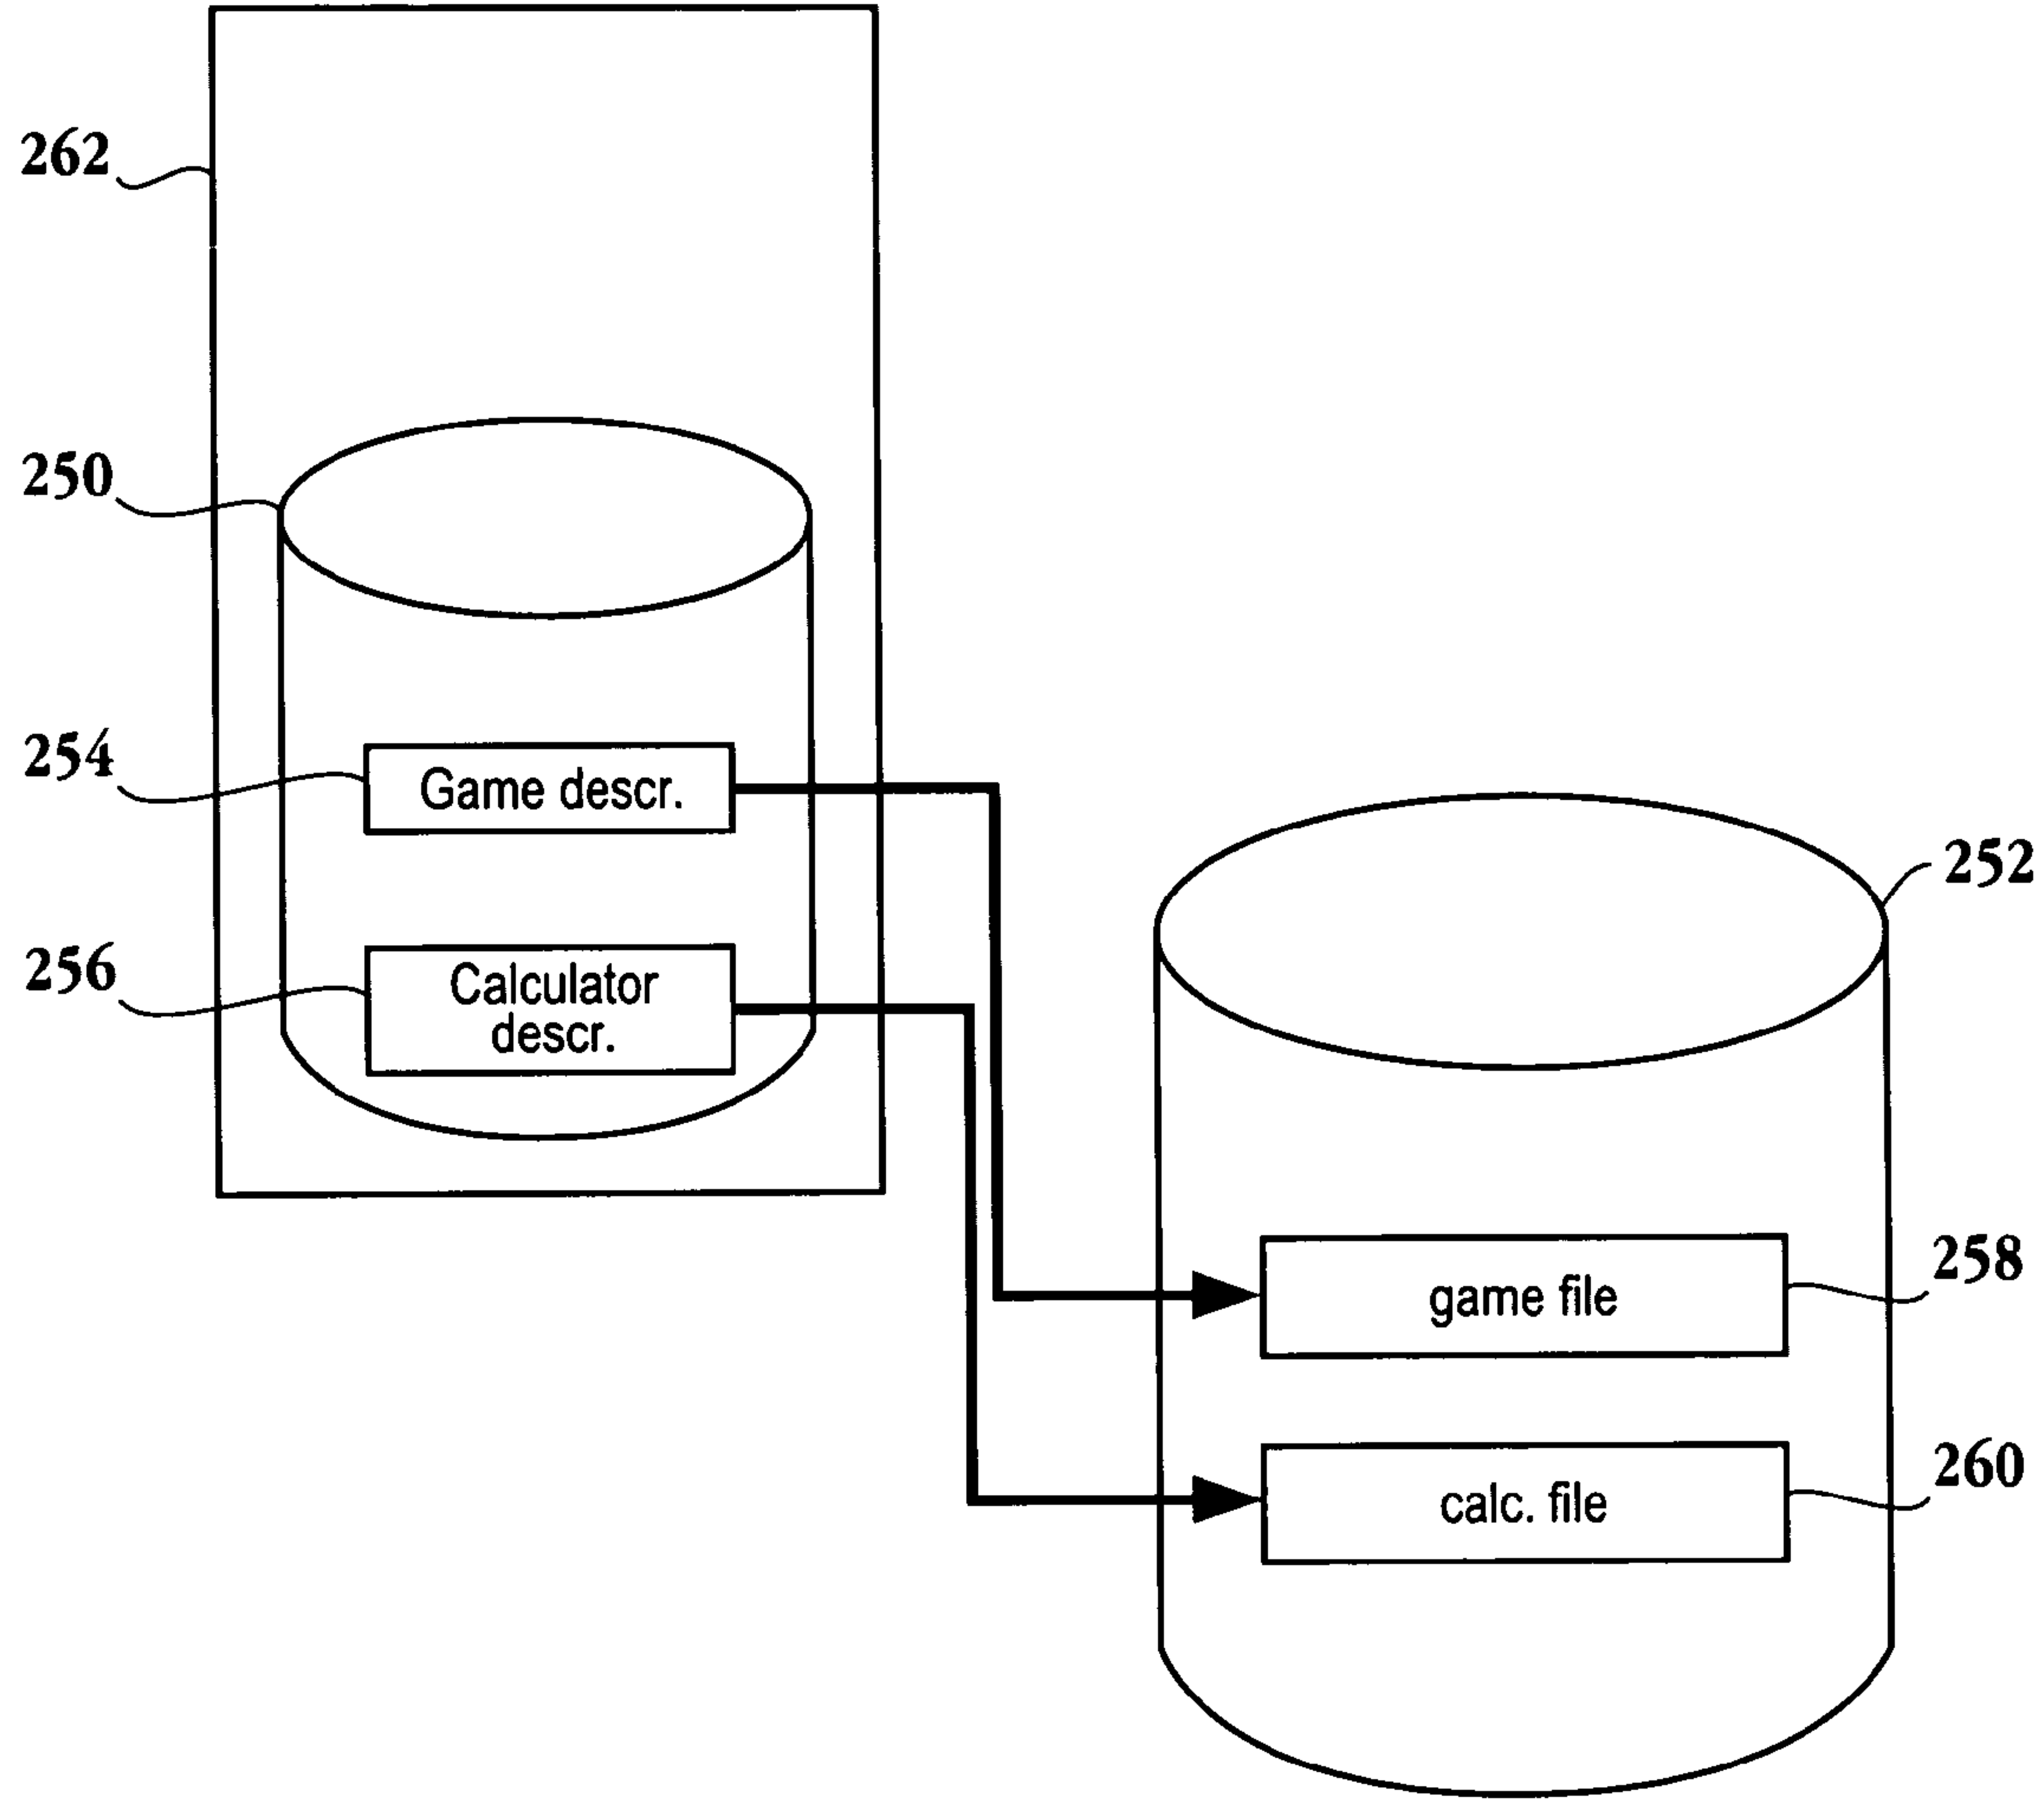 262
250
254
Game descr.
252
256
Calculator
descr.
258
game file
260
calc. file